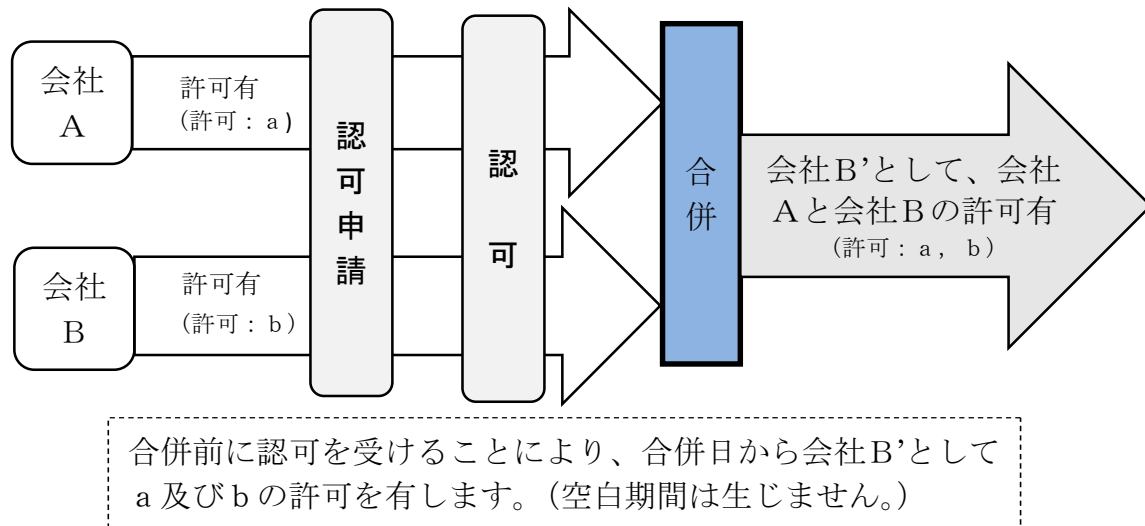 会社
A
許可有
(許可：a)
会社
B
許可有
(許可：b)
認可申請
認可
合併
会社B’として、会社
Aと会社Bの許可有
(許可：a，b)
合併前に認可を受けることにより、合併日から会社B’として
a及びbの許可を有します。(空白期間は生じません。)